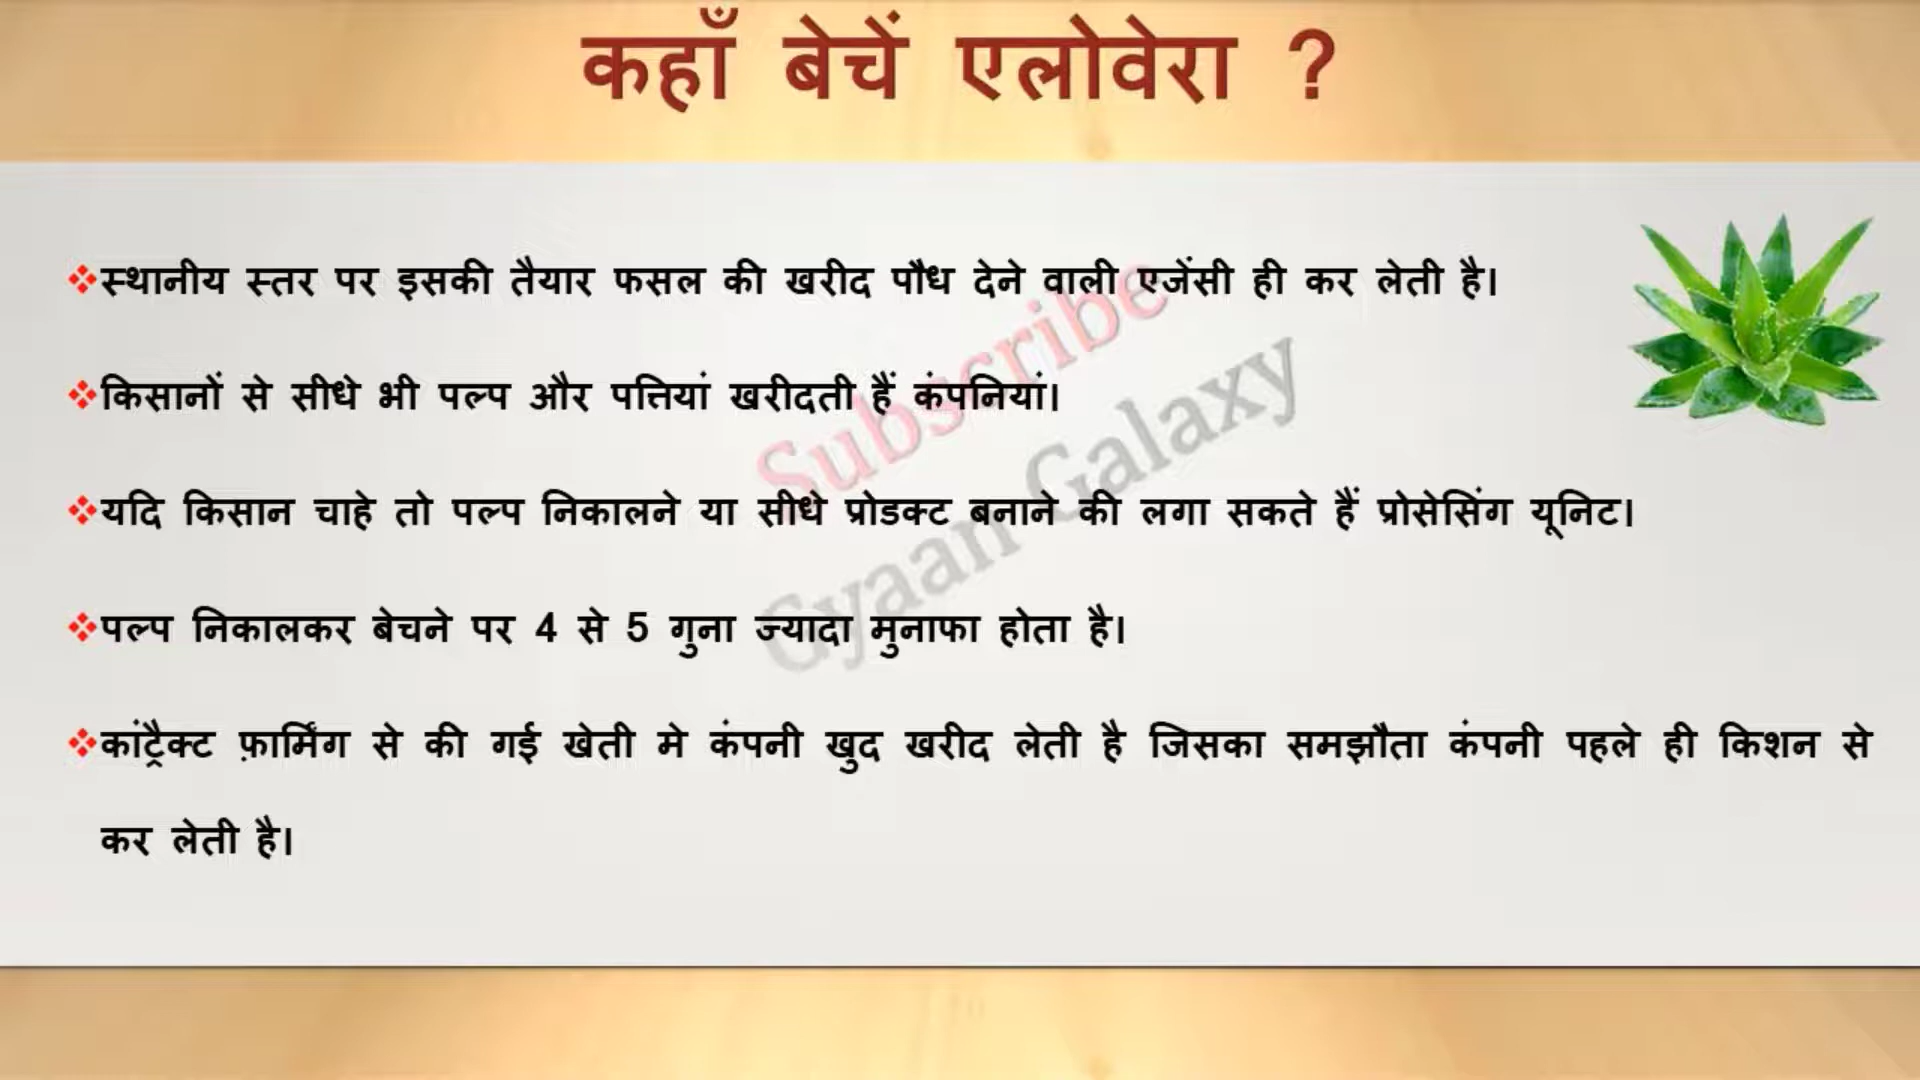 कहाँ बेचें एलोवेरा ?
स्थानीय स्तर पर इसकी तैयार फसल की खरीद पौध देने वाली एजेंसी ही कर लेती है।
किसानों से सीधे भी पल्प और पत्तियां खरीदती हैं कंपनियां।
यदि किसान चाहे तो पल्प निकालने या सीधे प्रोडक्ट बनाने की लगा सकते हैं प्रोसेसिंग यूनिट।
पल्प निकालकर बेचने पर 4 से 5 गुना ज्यादा मुनाफा होता है।
कांट्रैक्ट फ़ार्मिंग से की गई खेती मे कंपनी खुद खरीद लेती है जिसका समझौता कंपनी पहले ही किशन से
कर लेती है।
Subscribe
Gyaan Galaxy